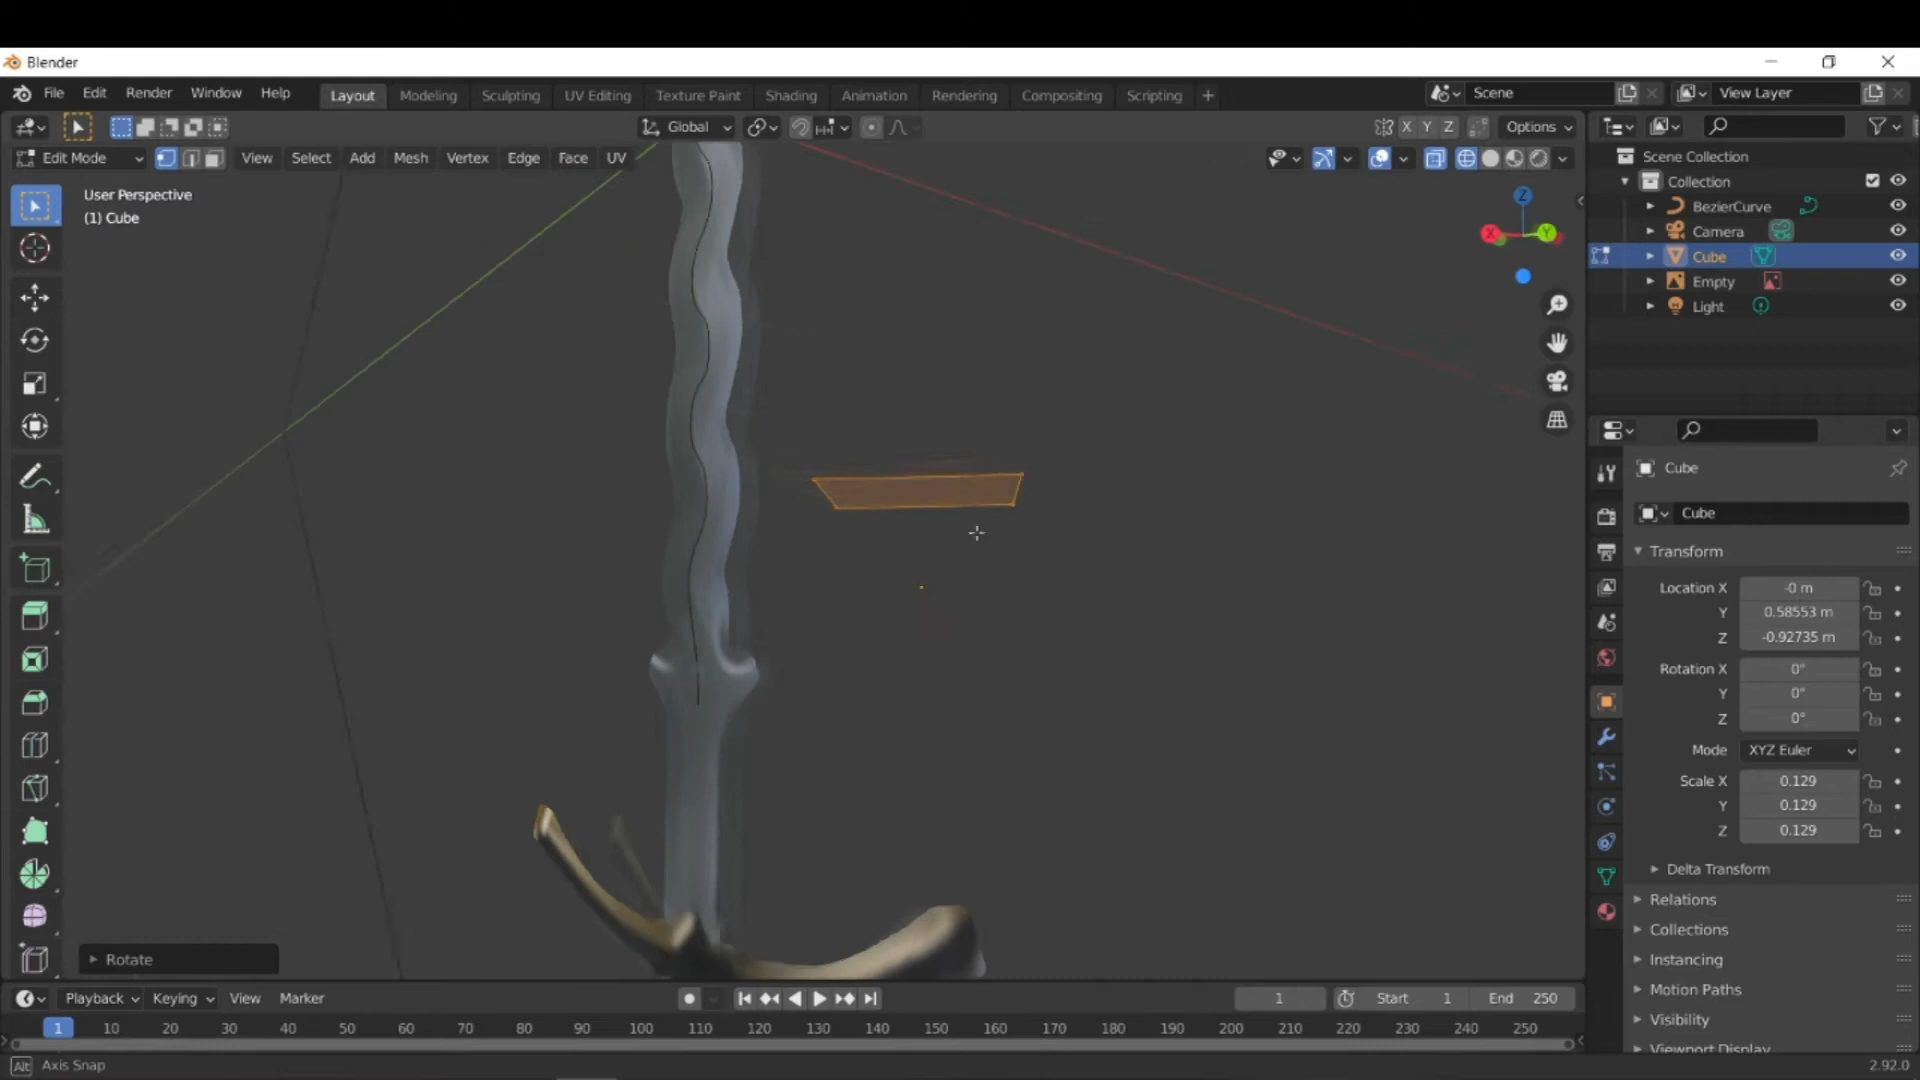 Blender
File Edit Render Window Help Layout Modeling Sculpting UV Editing Texture Paint Shading Animation Rendering Compositing Scripting + Scene View Layer
Global X Y Z Options
Edit Mode View Select Add Mesh Vertex Edge Face UV
User Perspective
(1) Cube
Z
X Y
Scene Collection
Collection
BezierCurve
Camera
Cube
Empty
Light
Cube
Cube
Transform
Location X -0 m
Y 0.58553 m
Z -0.92735 m
Rotation X 0°
Y 0°
Z 0°
Mode XYZ Euler
Scale X 0.129
Y 0.129
Z 0.129
Delta Transform
Relations
Collections
Instancing
Motion Paths
Visibility
Viewport Display
Rotate
Playback Keying View Marker 1 Start 1 End 250
1 10 20 30 40 50 60 70 80 90 100 110 120 130 140 150 160 170 180 190 200 210 220 230 240 250
Alt Axis Snap 2.92.0